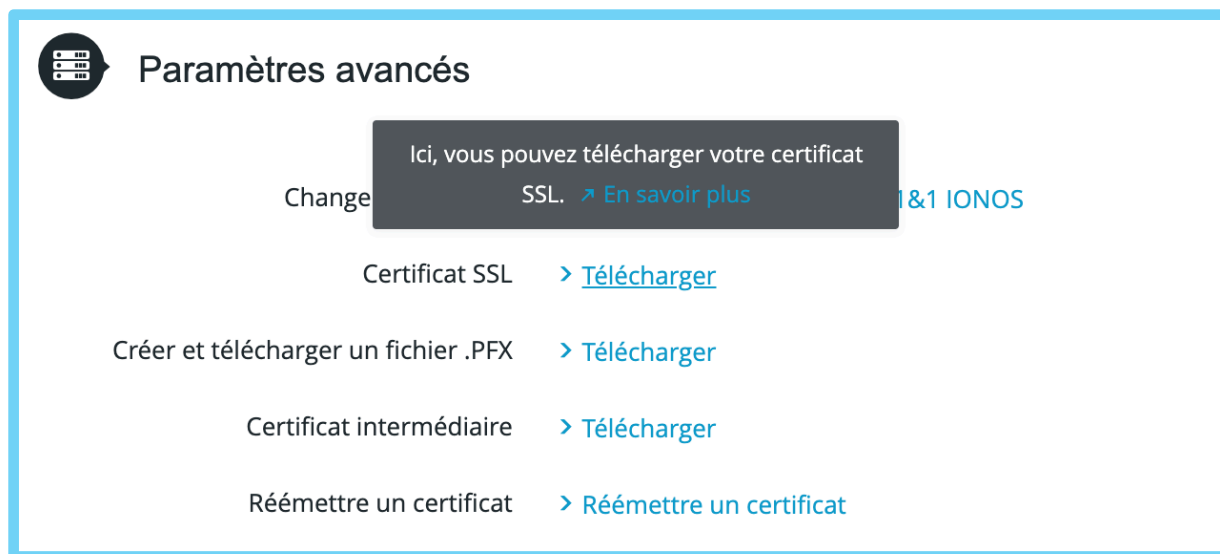 Paramètres avancés
Ici, vous pouvez télécharger votre certificat
SSL. ↗ En savoir plus
Change 1&1 IONOS
Certificat SSL > Télécharger
Créer et télécharger un fichier .PFX > Télécharger
Certificat intermédiaire > Télécharger
Réémettre un certificat > Réémettre un certificat